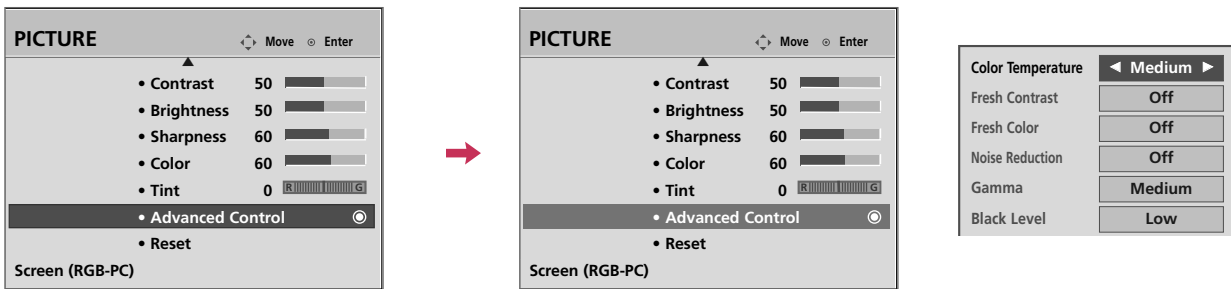 PICTURE Move Enter
• Contrast 50
• Brightness 50
• Sharpness 60
• Color 60
• Tint 0 R G
• Advanced Control
• Reset
Screen (RGB-PC)
PICTURE Move Enter
• Contrast 50
• Brightness 50
• Sharpness 60
• Color 60
• Tint 0 R G
• Advanced Control
• Reset
Screen (RGB-PC)
Color Temperature ◄ Medium ►
Fresh Contrast Off
Fresh Color Off
Noise Reduction Off
Gamma Medium
Black Level Low